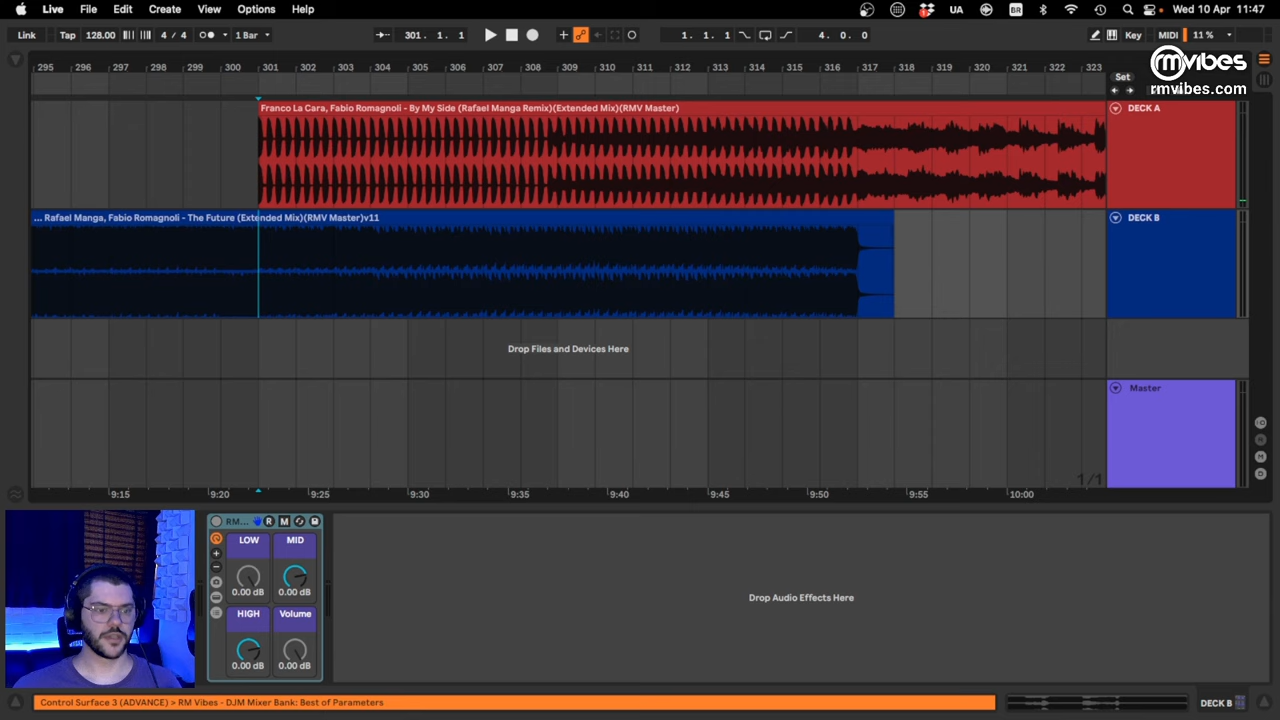 Live File Edit Create View Options Help UA BR Wed 10 Apr 11:47
Link Tap 128.00 4 / 4 1 Bar 301. 1. 1 1. 1. 1 4. 0. 0 Key MIDI 11 %
rmvibes
rmvibes.com
295 296 297 298 299 300 301 302 303 304 305 306 307 308 309 310 311 312 313 314 315 316 317 318 319 320 321 322 323
Set
Franco La Cara, Fabio Romagnoli - By My Side (Rafael Manga Remix)(Extended Mix)(RMV Master)
DECK A
... Rafael Manga, Fabio Romagnoli - The Future (Extended Mix)(RMV Master)v11
DECK B
Drop Files and Devices Here
Master
1/1
9:15 9:20 9:25 9:30 9:35 9:40 9:45 9:50 9:55 10:00
RM... R M
LOW MID
0.00 dB 0.00 dB
HIGH Volume
0.00 dB 0.00 dB
Drop Audio Effects Here
Control Surface 3 (ADVANCE) > RM Vibes - DJM Mixer Bank: Best of Parameters
DECK B